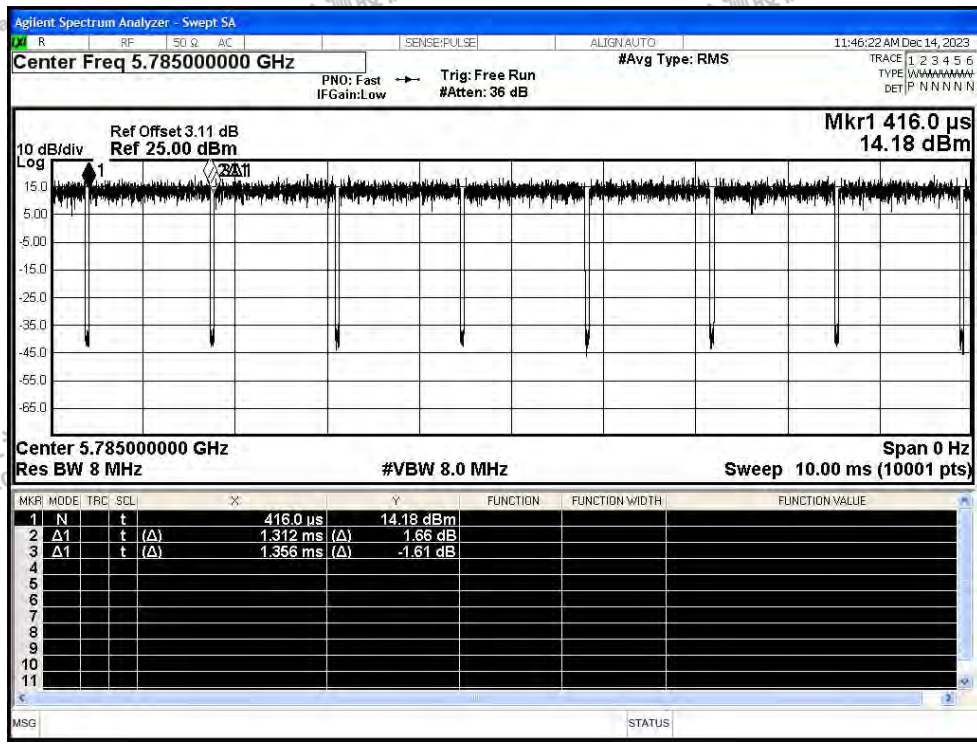 Agilent Spectrum Analyzer - Swept SA
LXI R RF 50 Ω AC SENSE:PULSE ALIGN AUTO 11:46:22 AM Dec 14, 2023
Center Freq 5.785000000 GHz
#Avg Type: RMS
TRACE 1 2 3 4 5 6
PNO: Fast Trig: Free Run
TYPE WWWWWW
IFGain:Low #Atten: 36 dB
DET P N N N N N
Mkr1 416.0 µs
Ref Offset 3.11 dB
14.18 dBm
10 dB/div Ref 25.00 dBm
Log
1
15.0
5.00
-5.00
-15.0
-25.0
-35.0
-45.0
-55.0
-65.0
Center 5.785000000 GHz Span 0 Hz
Res BW 8 MHz #VBW 8.0 MHz Sweep 10.00 ms (10001 pts)
MKR MODE TRC SCL X Y FUNCTION FUNCTION WIDTH FUNCTION VALUE
1 N t 416.0 µs 14.18 dBm
2 Δ1 t (Δ) 1.312 ms (Δ) 1.66 dB
3 Δ1 t (Δ) 1.356 ms (Δ) -1.61 dB
4
5
6
7
8
9
10
11
MSG STATUS